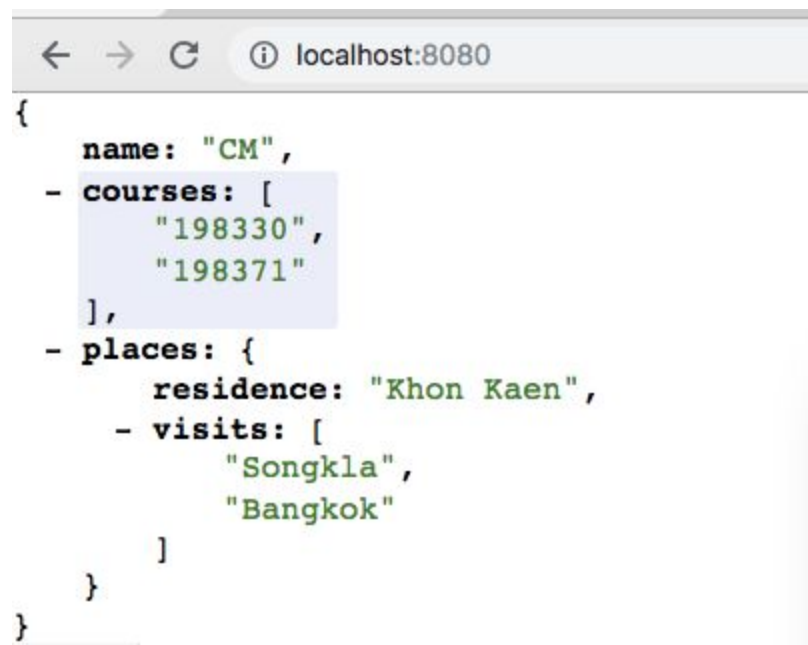 localhost:8080
{
name: "CM",
- courses: [
"198330",
"198371"
],
- places: {
residence: "Khon Kaen",
- visits: [
"Songkla",
"Bangkok"
]
}
}